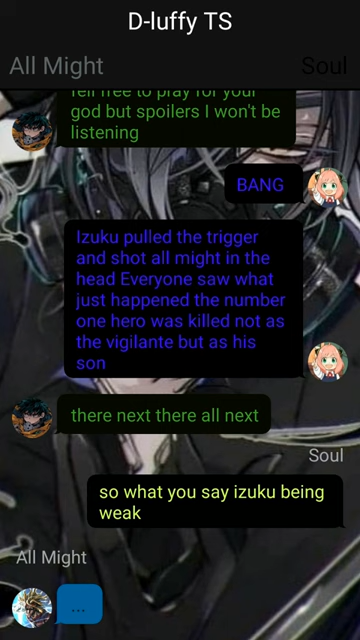 D-luffy TS
All Might
Soul
Tell free to pray for your
god but spoilers I won't be
listening
BANG
Izuku pulled the trigger
and shot all might in the
head Everyone saw what
just happened the number
one hero was killed not as
the vigilante but as his
son
there next there all next
Soul
so what you say izuku being
weak
All Might
...